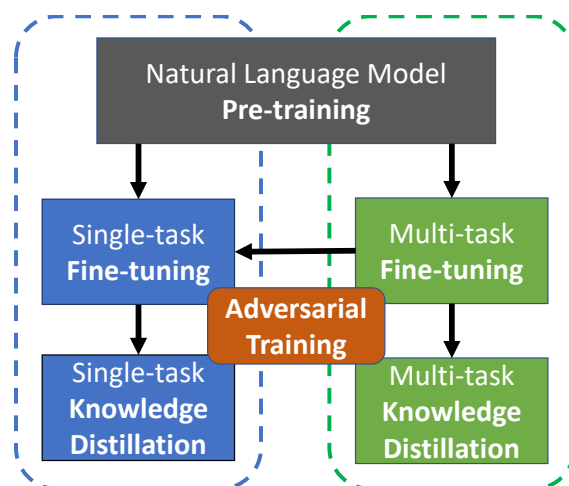 Natural Language Model
Pre-training
Single-task
Fine-tuning
Multi-task
Fine-tuning
Adversarial
Training
Single-task
Knowledge
Distillation
Multi-task
Knowledge
Distillation